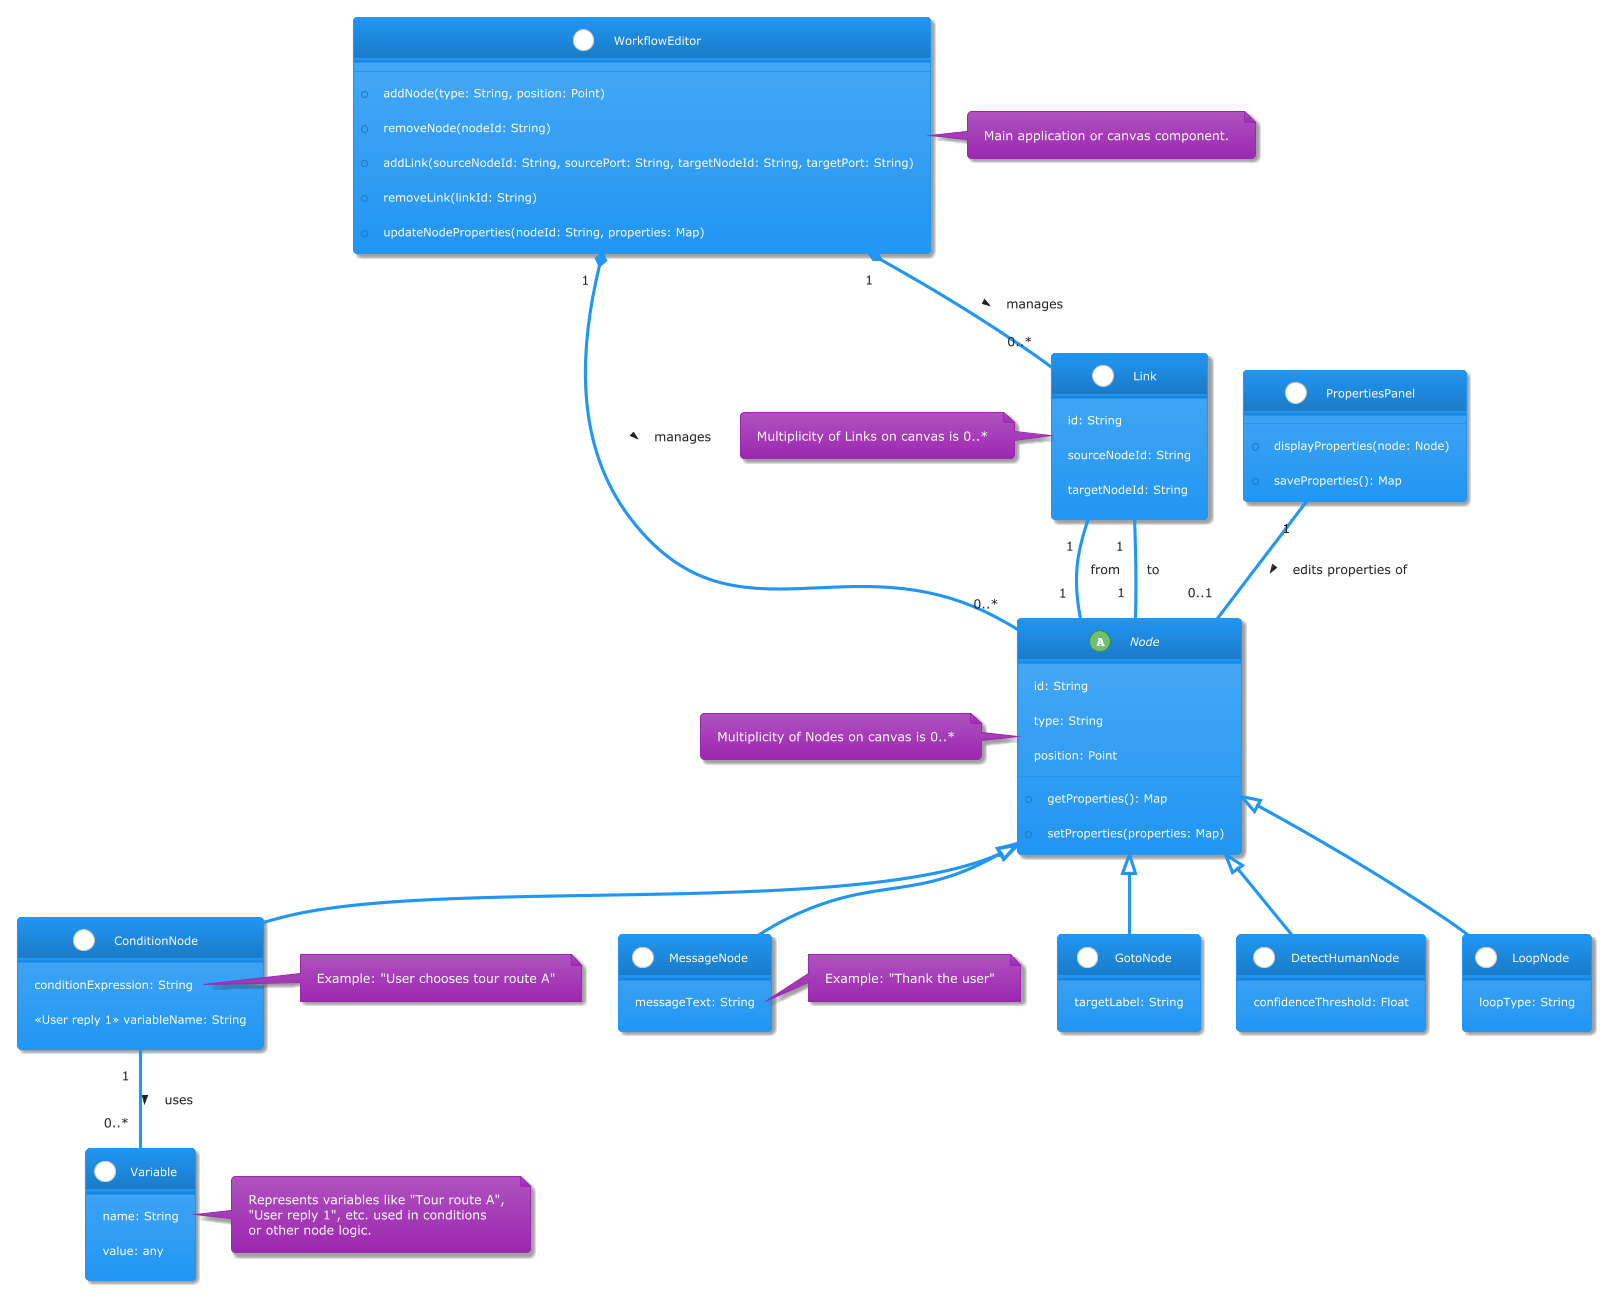 WorkflowEditor
addNode(type: String, position: Point)
removeNode(nodeId: String)
addLink(sourceNodeId: String, sourcePort: String, targetNodeId: String, targetPort: String)
removeLink(linkId: String)
updateNodeProperties(nodeId: String, properties: Map)
Main application or canvas component.
1
1
manages
0..*
Link
id: String
sourceNodeId: String
targetNodeId: String
PropertiesPanel
displayProperties(node: Node)
saveProperties(): Map
Multiplicity of Links on canvas is 0..*
manages
1
1
1
from
to
edits properties of
1
1
0..1
0..*
A
Node
id: String
type: String
position: Point
getProperties(): Map
setProperties(properties: Map)
Multiplicity of Nodes on canvas is 0..*
ConditionNode
conditionExpression: String
«User reply 1» variableName: String
Example: "User chooses tour route A"
MessageNode
messageText: String
Example: "Thank the user"
GotoNode
targetLabel: String
DetectHumanNode
confidenceThreshold: Float
LoopNode
loopType: String
1
uses
0..*
Variable
name: String
value: any
Represents variables like "Tour route A",
"User reply 1", etc. used in conditions
or other node logic.